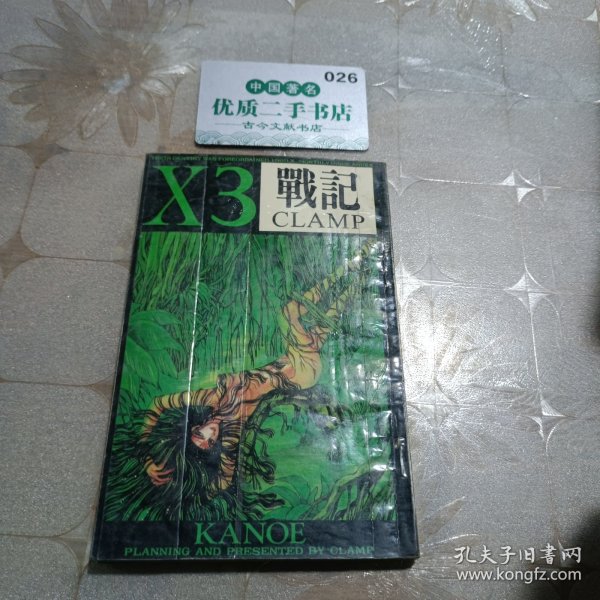 026
中国著名
优质二手书店
古今文献书店
X3
戰記
CLAMP
KANOE
PLANNING AND PRESENTED BY CLAMP
孔夫子旧书网
www.kongfz.com